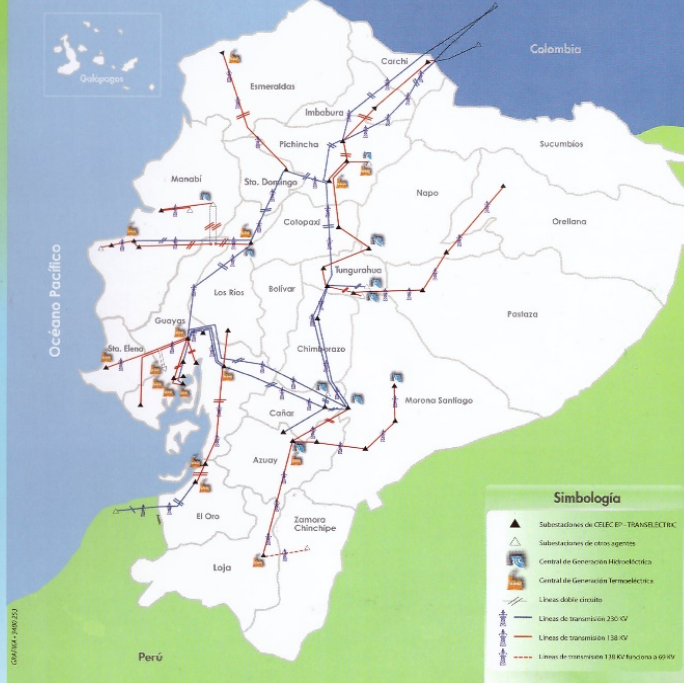 Galápagos
Colombia
Carchi
Esmeraldas
Imbabura
Pichincha
Sucumbíos
Manabí
Sto. Domingo
Napo
Cotopaxi
Orellana
Océano Pacífico
Tungurahua
Los Ríos
Bolívar
Pastaza
Guayas
Sta. Elena
Chimborazo
Morona Santiago
Cañar
Azuay
El Oro
Zamora
Chinchipe
Loja
Perú
Simbología
Subestaciones de CELEC EP - TRANSELECTRIC
Subestaciones de otros agentes
Central de Generación Hidroeléctrica
Central de Generación Termoeléctrica
Líneas doble circuito
Líneas de transmisión 230 KV
Líneas de transmisión 138 KV
Líneas de transmisión 138 KV funciona a 69 KV